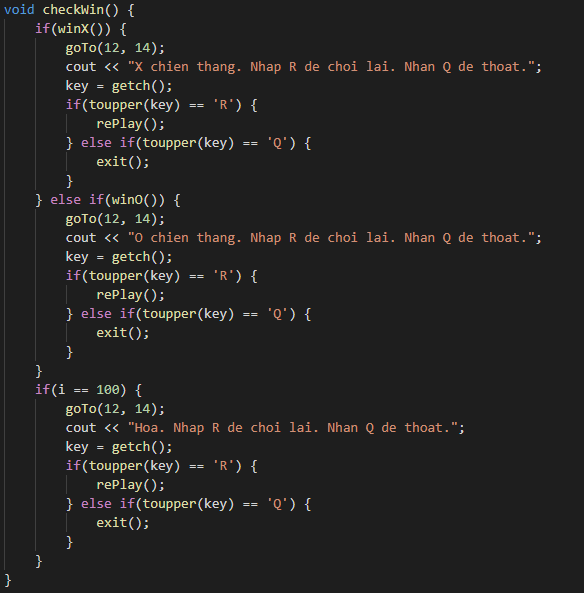 void checkWin() {
    if(winX()) {
        goTo(12, 14);
        cout << "X chien thang. Nhap R de choi lai. Nhan Q de thoat.";
        key = getch();
        if(toupper(key) == 'R') {
            rePlay();
        } else if(toupper(key) == 'Q') {
            exit();
        }
    } else if(winO()) {
        goTo(12, 14);
        cout << "O chien thang. Nhap R de choi lai. Nhan Q de thoat.";
        key = getch();
        if(toupper(key) == 'R') {
            rePlay();
        } else if(toupper(key) == 'Q') {
            exit();
        }
    }
    if(i == 100) {
        goTo(12, 14);
        cout << "Hoa. Nhap R de choi lai. Nhan Q de thoat.";
        key = getch();
        if(toupper(key) == 'R') {
            rePlay();
        } else if(toupper(key) == 'Q') {
            exit();
        }
    }
}